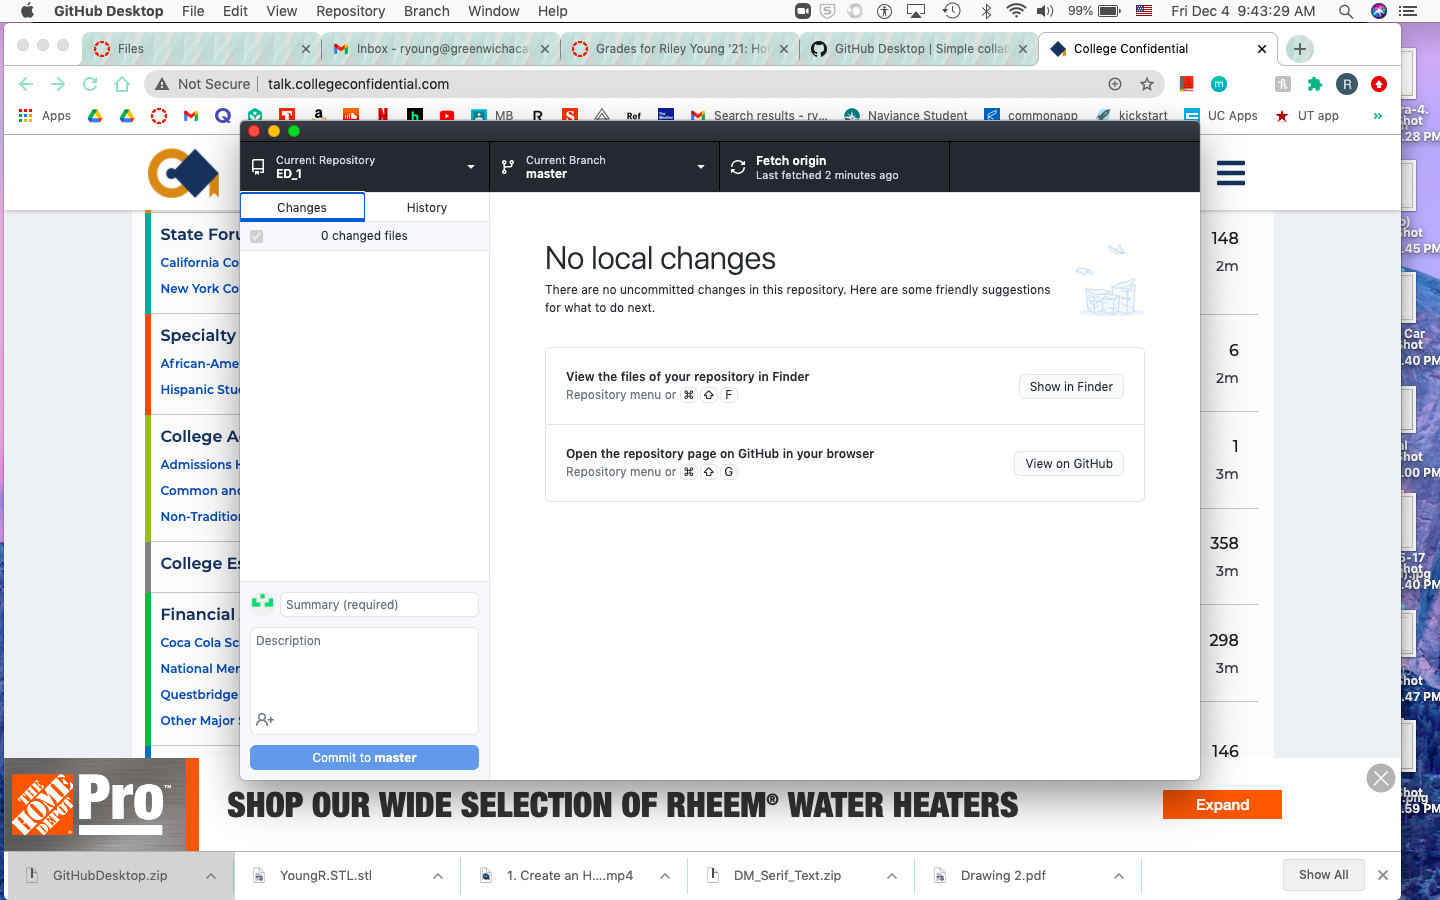 GitHub Desktop File Edit View Repository Branch Window Help 99% Fri Dec 4 9:43:29 AM
Files Inbox - ryoung@greenwichaca Grades for Riley Young '21: Ho GitHub Desktop | Simple collab College Confidential
Not Secure talk.collegeconfidential.com R
Apps MB Ref Search results - ry... Naviance Student commonapp kickstart UC Apps UT app »
Current Repository
ED_1
Current Branch
master
Fetch origin
Last fetched 2 minutes ago
Changes History
0 changed files
No local changes
There are no uncommitted changes in this repository. Here are some friendly suggestions
for what to do next.
View the files of your repository in Finder
Repository menu or ⌘ ⇧ F
Show in Finder
Open the repository page on GitHub in your browser
Repository menu or ⌘ ⇧ G
View on GitHub
Summary (required)
Description
Commit to master
State Foru
California Co
New York Co
Specialty
African-Ame
Hispanic Stu
College A
Admissions H
Common and
Non-Tradition
College Es
Financial
Coca Cola Sc
National Mer
Questbridge
Other Major S
148
2m
6
2m
1
3m
358
3m
298
3m
146
THE HOME DEPOT Pro™
SHOP OUR WIDE SELECTION OF RHEEM® WATER HEATERS
Expand
GitHubDesktop.zip YoungR.STL.stl 1. Create an H....mp4 DM_Serif_Text.zip Drawing 2.pdf Show All